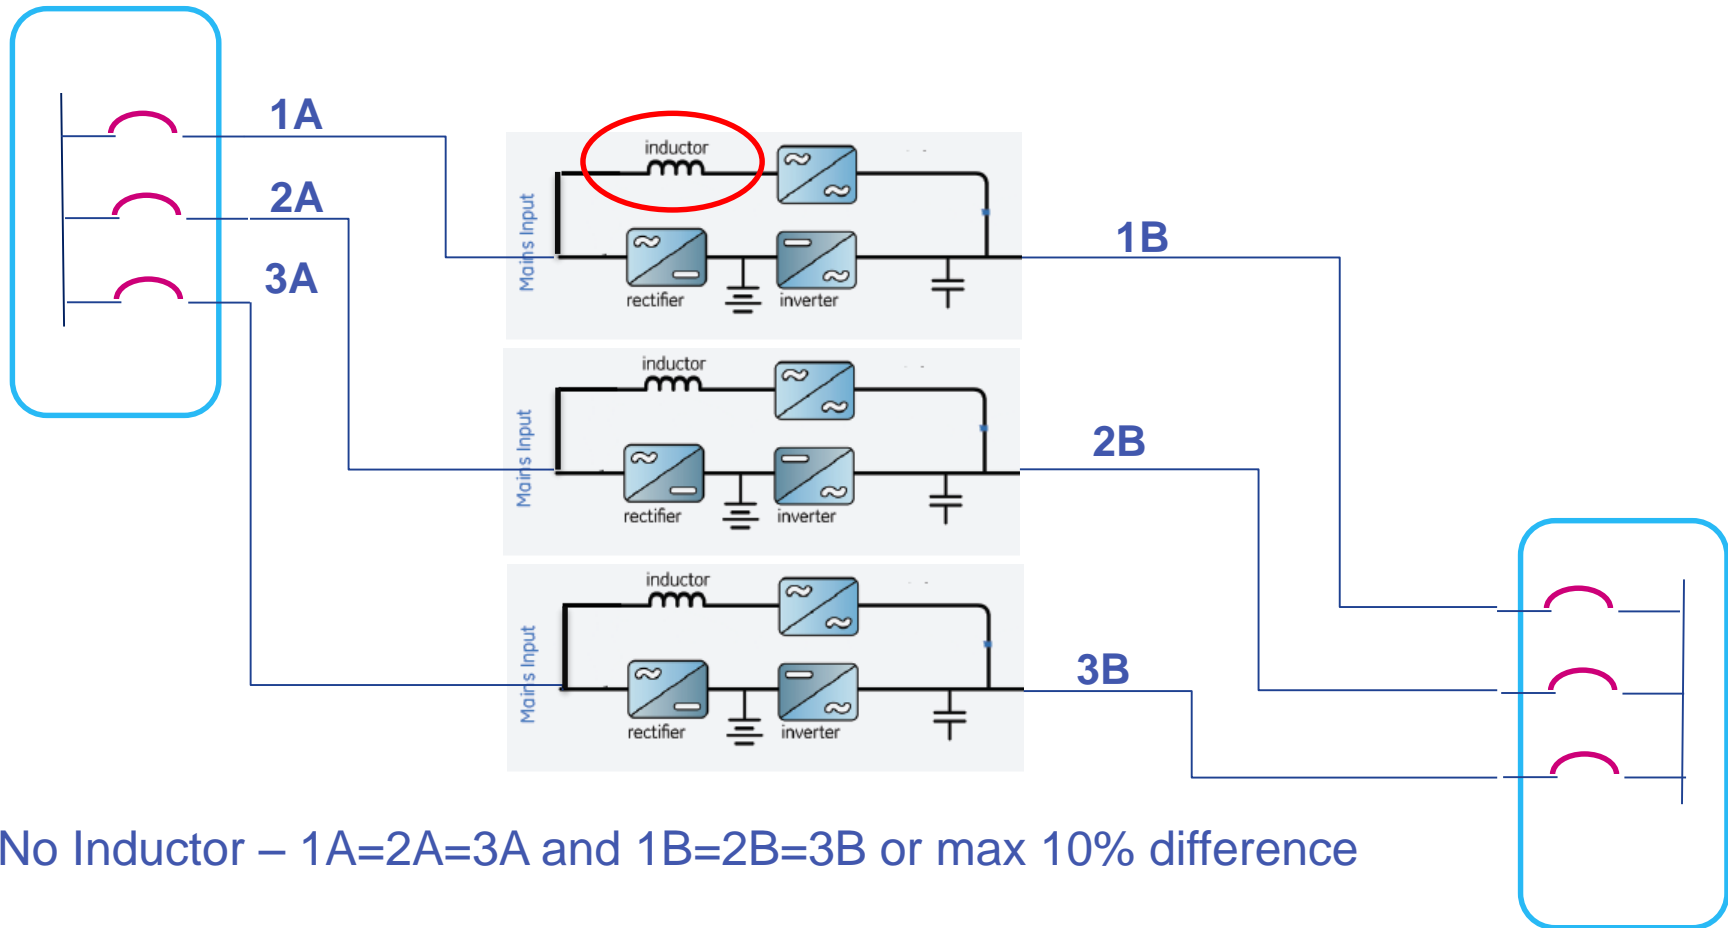 1A
2A
3A
inductor
Mains Input
rectifier
inverter
1B
inductor
Mains Input
rectifier
inverter
2B
inductor
Mains Input
rectifier
inverter
3B
No Inductor – 1A=2A=3A and 1B=2B=3B or max 10% difference